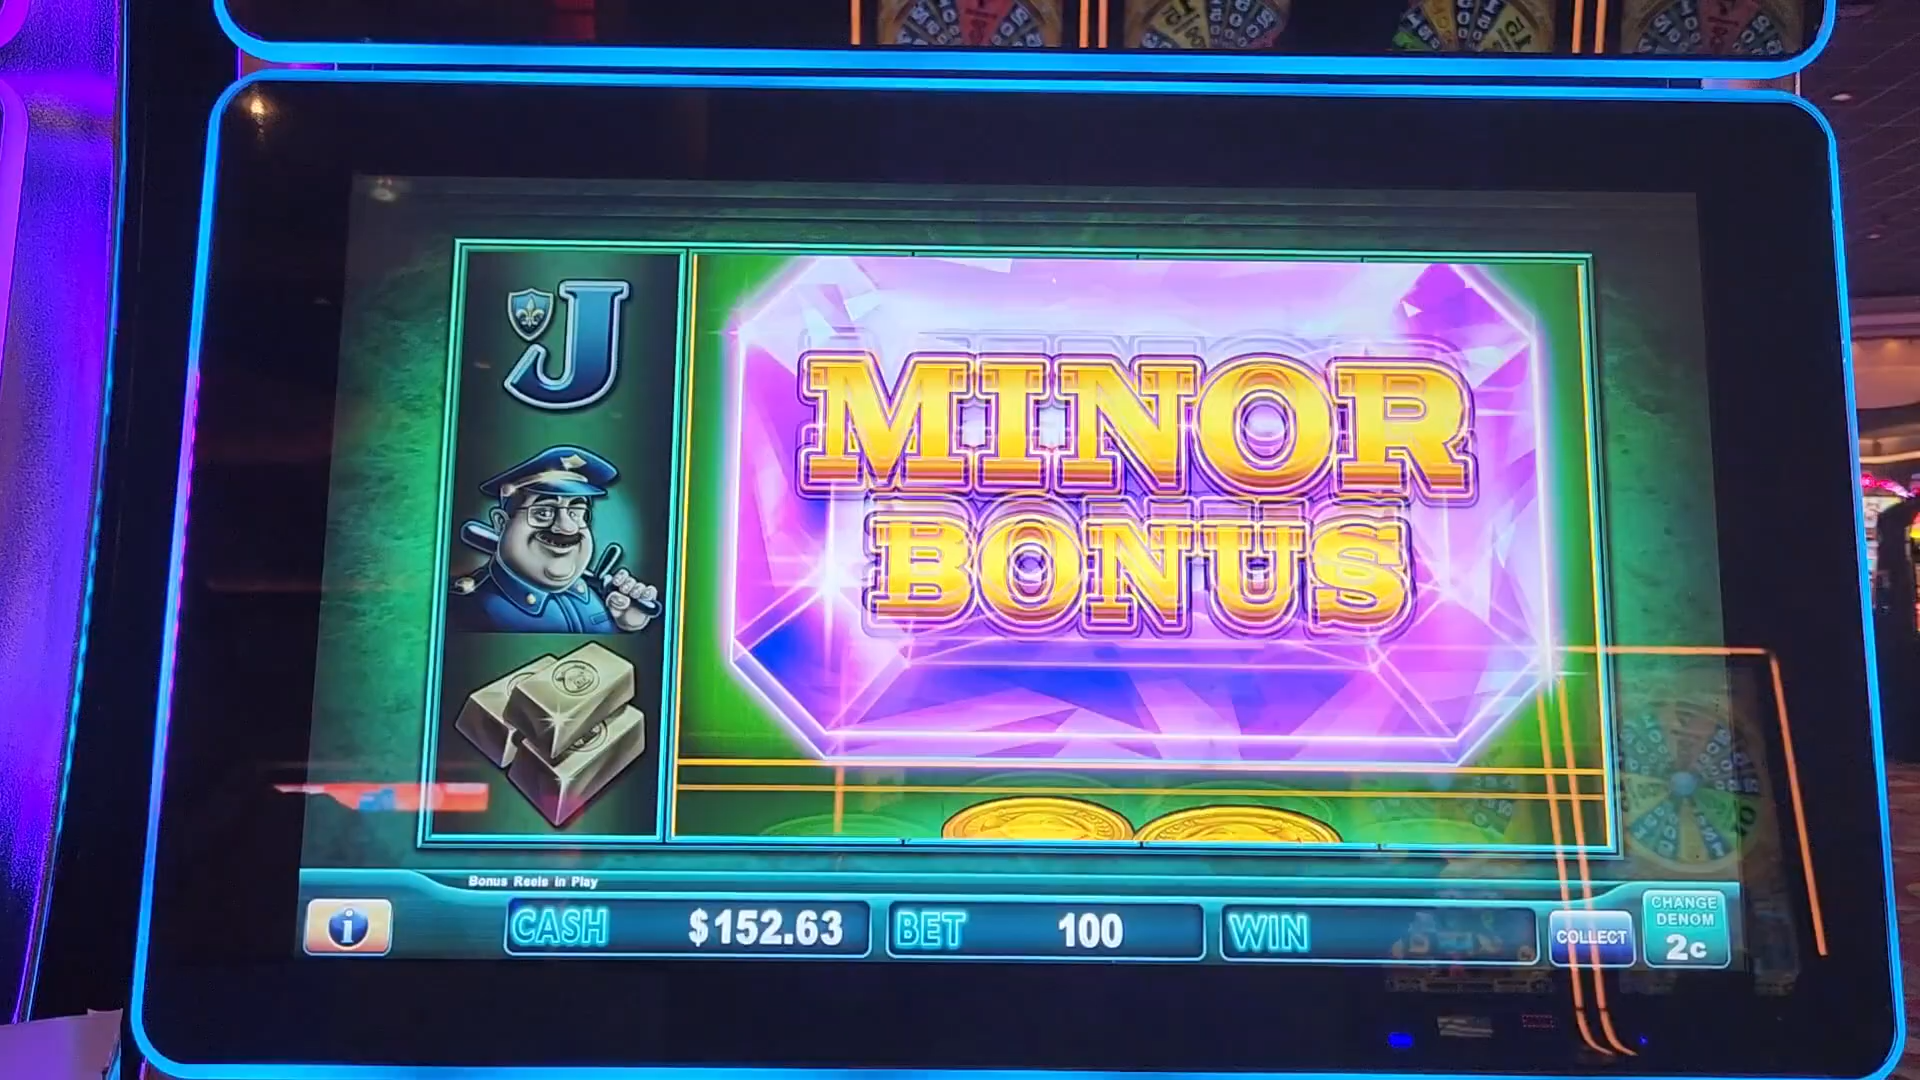 J
MINOR
BONUS
Bonus Reels in Play
i
CASH $152.63
BET 100
WIN
COLLECT
CHANGE
DENOM
2c